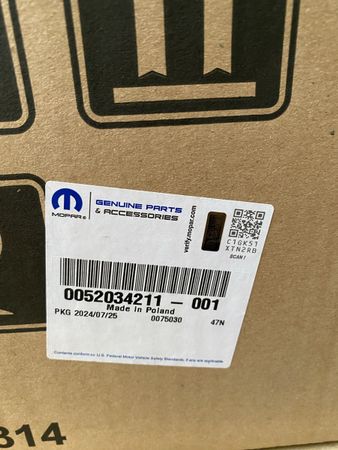 MOPAR®
GENUINE PARTS
& ACCESSORIES
verify.mopar.com
C1GK51
XTN2RB
SCAN!
0052034211-001
Made in Poland
PKG 2024/07/25 0075030 47N
Contents conform to U.S. Federal Motor Vehicle Safety Standards, if any are applicable
314